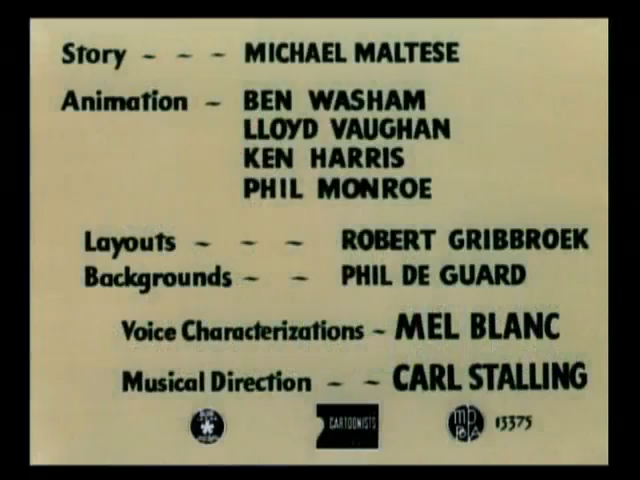 Story - - - MICHAEL MALTESE
Animation - BEN WASHAM
LLOYD VAUGHAN
KEN HARRIS
PHIL MONROE
Layouts ~ ~ ~ ROBERT GRIBBROEK
Backgrounds ~ ~ PHIL DE GUARD
Voice Characterizations ~ MEL BLANC
Musical Direction ~ ~ CARL STALLING
CARTOONISTS
13375